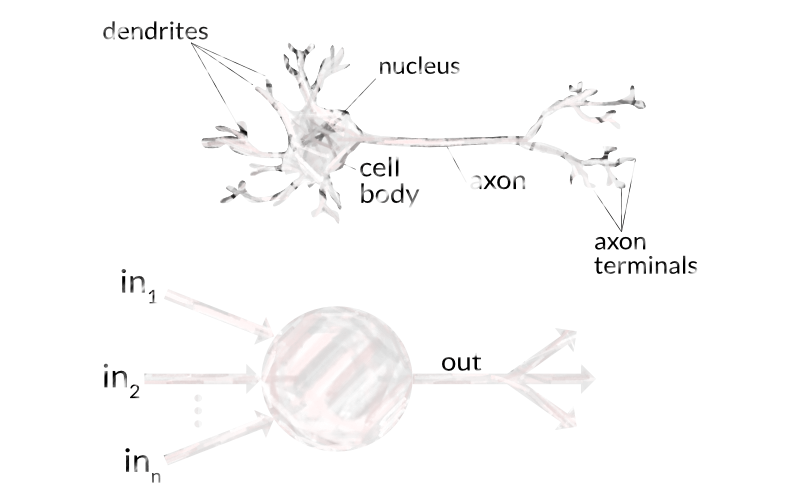 dendrites
nucleus
cell
body
axon
axon
terminals
in1
in2
inn
out